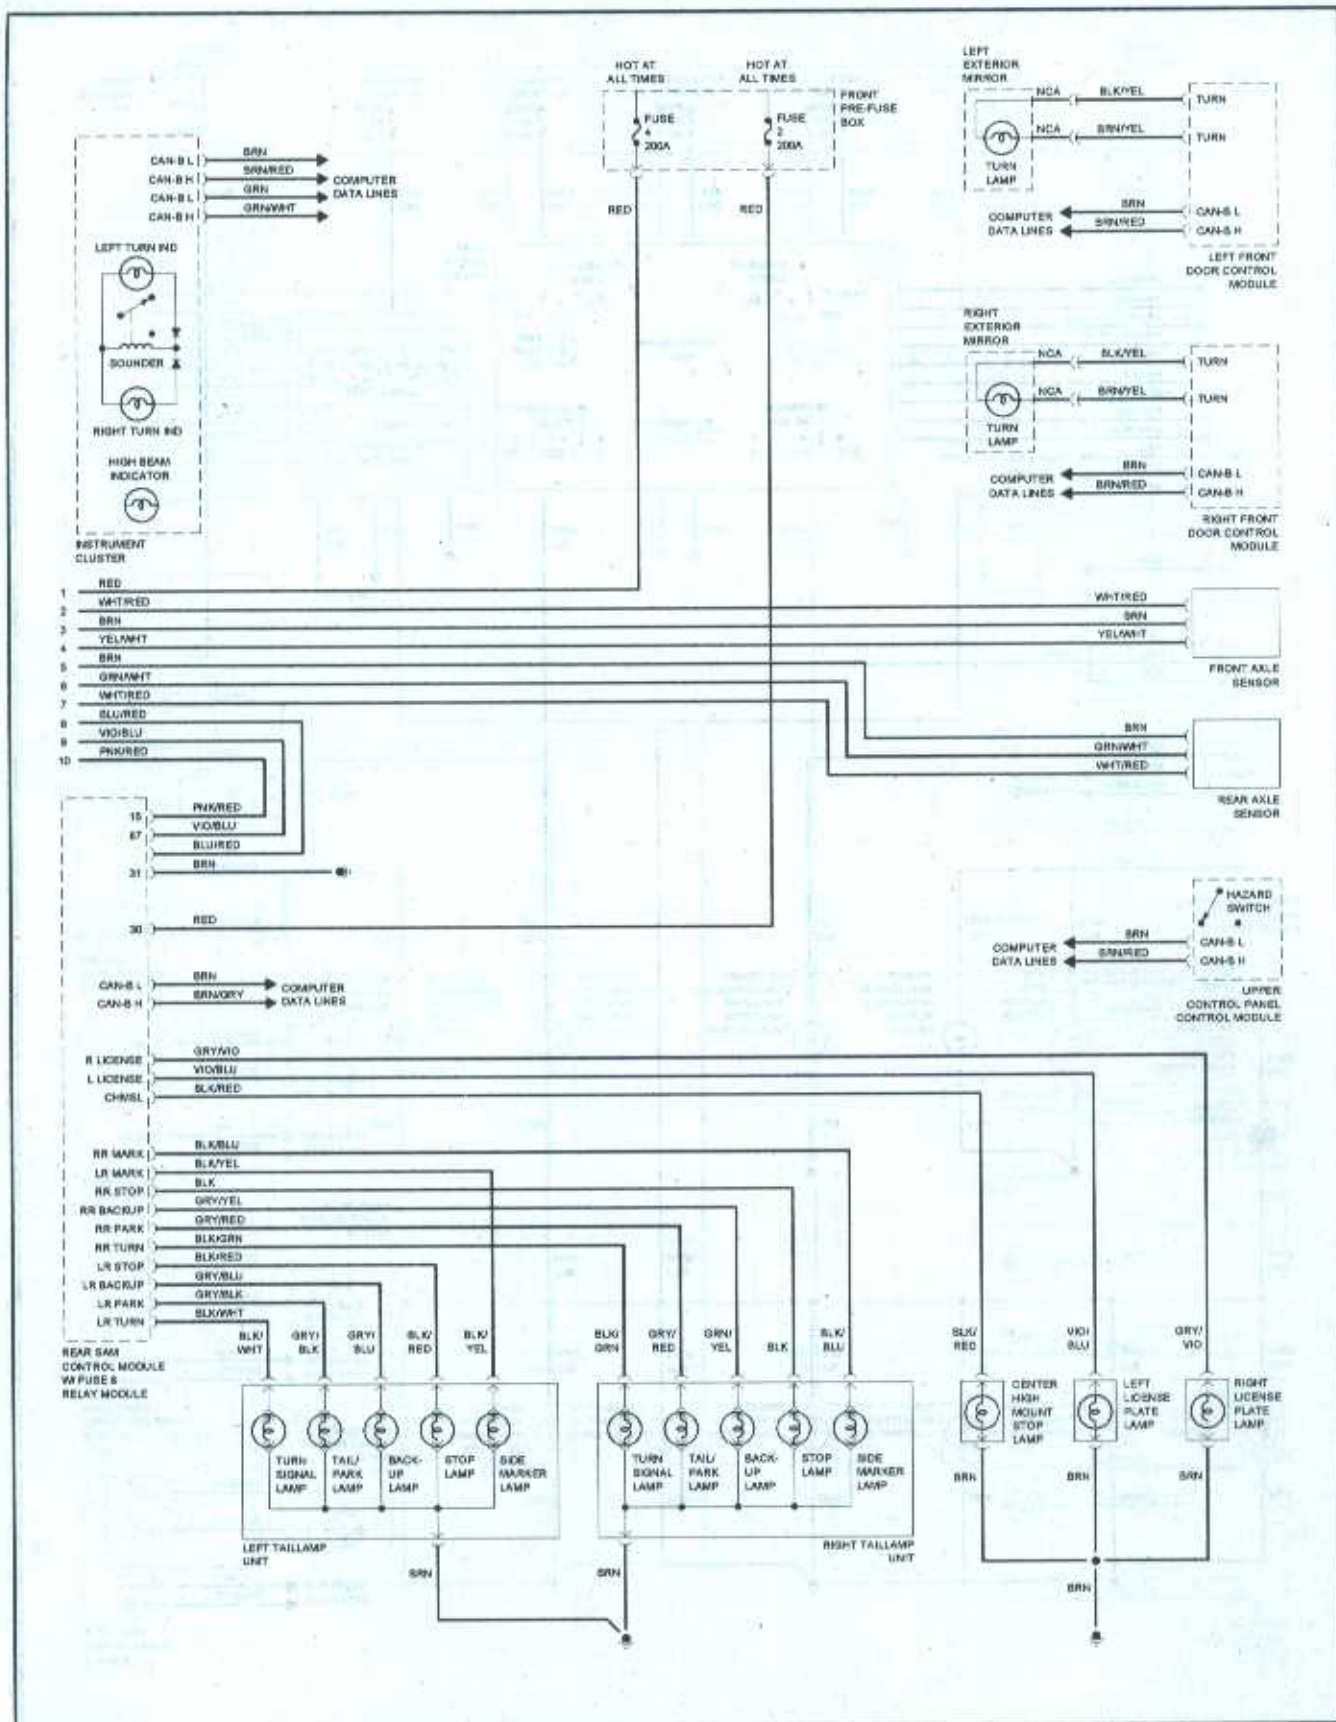 HOT AT
ALL TIMES
HOT AT
ALL TIMES
FRONT
PRE-FUSE
BOX
FUSE
4
200A
FUSE
2
200A
RED
RED
LEFT
EXTERIOR
MIRROR
NCA
BLK/YEL
TURN
NCA
BRN/YEL
TURN
TURN
LAMP
COMPUTER
DATA LINES
BRN
CAN-B L
BRN/RED
CAN-B H
LEFT FRONT
DOOR CONTROL
MODULE
CAN-B L
BRN
CAN-B H
BRN/RED
CAN-B L
GRN
CAN-B H
GRN/WHT
COMPUTER
DATA LINES
LEFT TURN IND
SOUNDER
RIGHT TURN IND
HIGH BEAM
INDICATOR
INSTRUMENT
CLUSTER
RIGHT
EXTERIOR
MIRROR
NCA
BLK/YEL
TURN
NCA
BRN/YEL
TURN
TURN
LAMP
COMPUTER
DATA LINES
BRN
CAN-B L
BRN/RED
CAN-B H
RIGHT FRONT
DOOR CONTROL
MODULE
1 RED
2 WHT/RED
3 BRN
4 YEL/WHT
5 BRN
6 GRN/WHT
7 WHT/RED
8 BLU/RED
9 VIO/BLU
10 PNK/RED
WHT/RED
BRN
YEL/WHT
FRONT AXLE
SENSOR
BRN
GRN/WHT
WHT/RED
REAR AXLE
SENSOR
15 PNK/RED
87 VIO/BLU
BLU/RED
31 BRN
30 RED
CAN-B L BRN
CAN-B H BRN/GRY
COMPUTER
DATA LINES
HAZARD
SWITCH
COMPUTER
DATA LINES
BRN
CAN-B L
BRN/RED
CAN-B H
UPPER
CONTROL PANEL
CONTROL MODULE
R LICENSE GRY/VIO
L LICENSE VIO/BLU
CHMSL BLK/RED
RR MARK BLK/BLU
LR MARK BLK/YEL
RR STOP BLK
RR BACKUP GRY/YEL
RR PARK GRY/RED
RR TURN BLK/GRN
LR STOP BLK/RED
LR BACKUP GRY/BLU
LR PARK GRY/BLK
LR TURN BLK/WHT
REAR SAM
CONTROL MODULE
W/ FUSE &
RELAY MODULE
BLK/
WHT
GRY/
BLK
GRY/
BLU
BLK/
RED
BLK/
YEL
BLK/
GRN
GRY/
RED
GRN/
YEL
BLK
BLK/
BLU
BLK/
RED
VIO/
BLU
GRY/
VIO
TURN
SIGNAL
LAMP
TAIL/
PARK
LAMP
BACK-
UP
LAMP
STOP
LAMP
SIDE
MARKER
LAMP
LEFT TAILLAMP
UNIT
TURN
SIGNAL
LAMP
TAIL/
PARK
LAMP
BACK-
UP
LAMP
STOP
LAMP
SIDE
MARKER
LAMP
RIGHT TAILLAMP
UNIT
CENTER
HIGH
MOUNT
STOP
LAMP
LEFT
LICENSE
PLATE
LAMP
RIGHT
LICENSE
PLATE
LAMP
BRN
BRN
BRN
BRN
BRN
BRN